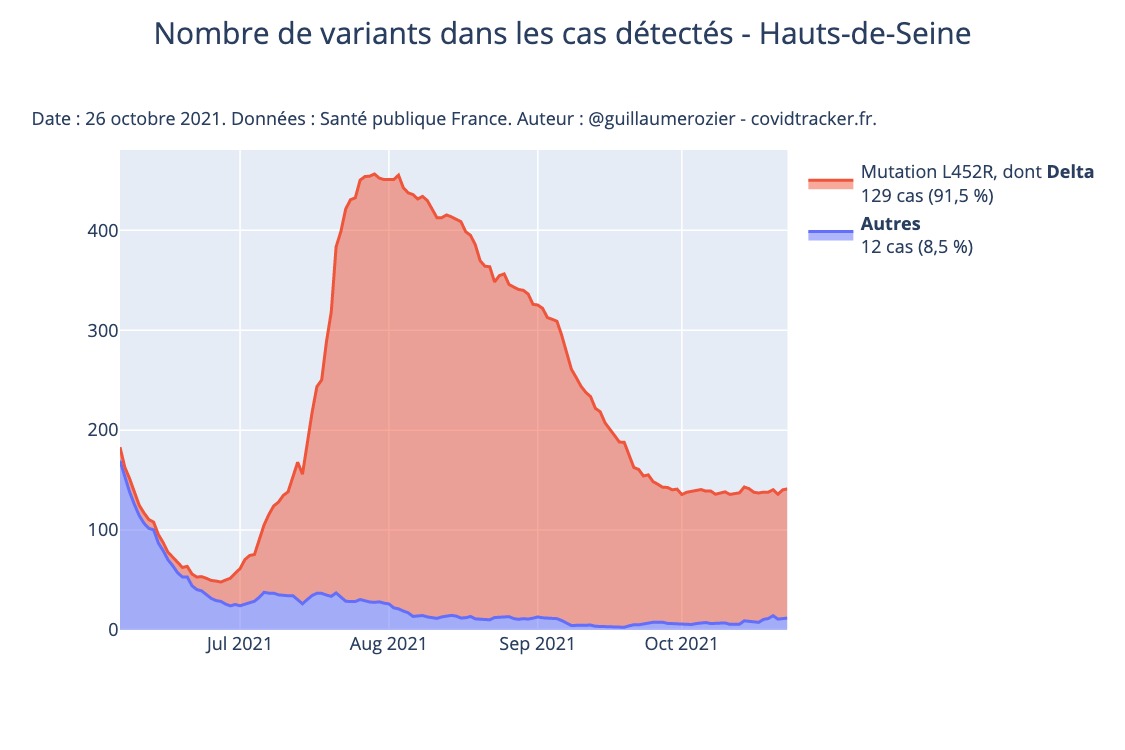 Nombre de variants dans les cas détectés - Hauts-de-Seine
Date : 26 octobre 2021. Données : Santé publique France. Auteur : @guillaumerozier - covidtracker.fr.
Mutation L452R, dont Delta
129 cas (91,5 %)
Autres
12 cas (8,5 %)
400
300
200
100
0
Jul 2021
Aug 2021
Sep 2021
Oct 2021